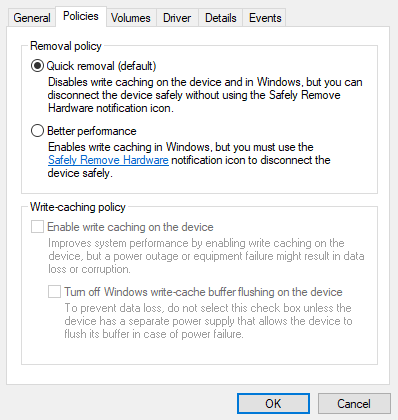 General Policies Volumes Driver Details Events
Removal policy
Quick removal (default)
Disables write caching on the device and in Windows, but you can
disconnect the device safely without using the Safely Remove
Hardware notification icon.
Better performance
Enables write caching in Windows, but you must use the
Safely Remove Hardware notification icon to disconnect the
device safely.
Write-caching policy
Enable write caching on the device
Improves system performance by enabling write caching on the
device, but a power outage or equipment failure might result in data
loss or corruption.
Turn off Windows write-cache buffer flushing on the device
To prevent data loss, do not select this check box unless the
device has a separate power supply that allows the device to
flush its buffer in case of power failure.
OK Cancel